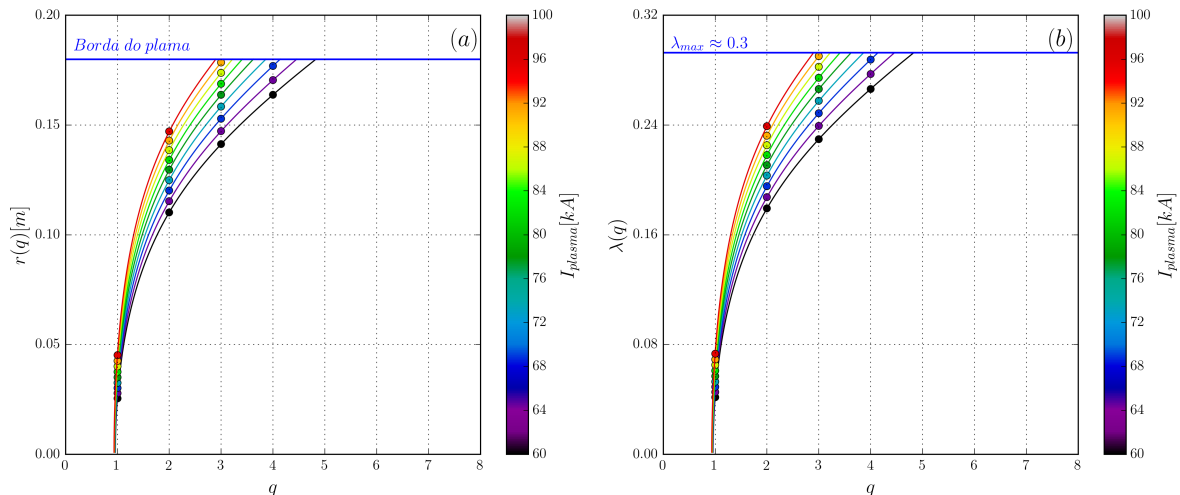 (a)
Borda do plama
r(q)[m]
0.20
0.15
0.10
0.05
0.00
0 1 2 3 4 5 6 7 8
q
100
96
92
88
84
80
76
72
68
64
60
I_plasma[kA]
(b)
λ_max ≈ 0.3
λ(q)
0.32
0.24
0.16
0.08
0.00
0 1 2 3 4 5 6 7 8
q
100
96
92
88
84
80
76
72
68
64
60
I_plasma[kA]